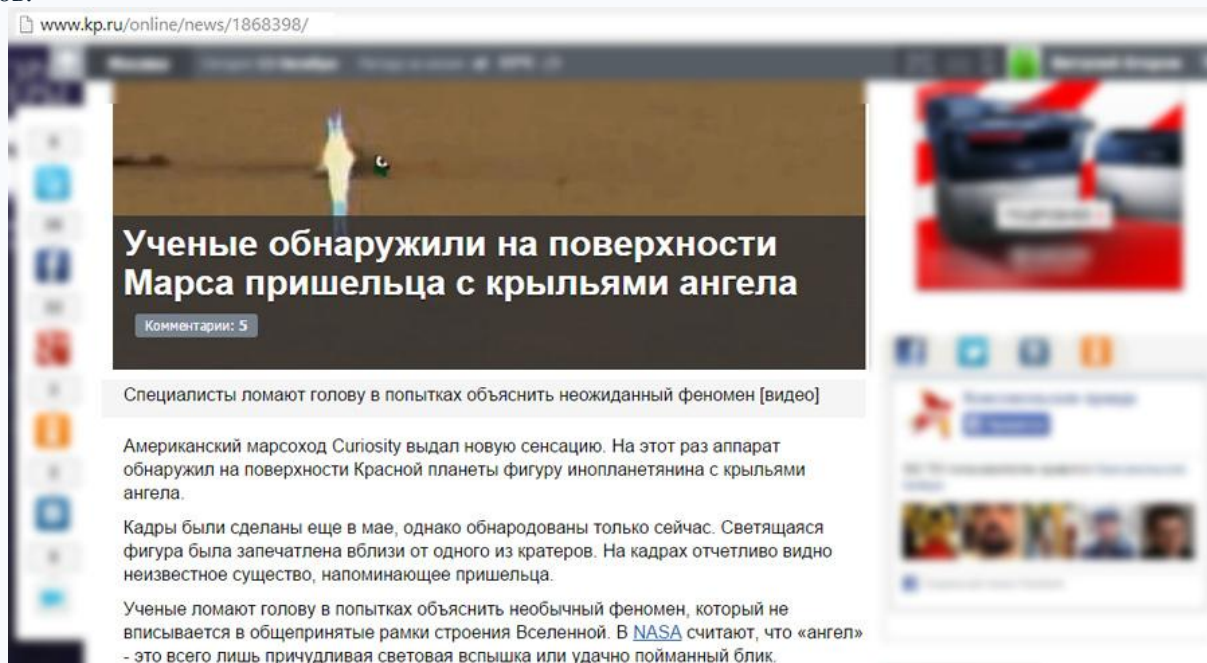 www.kp.ru/online/news/1868398/
Москва
Ученые обнаружили на поверхности
Марса пришельца с крыльями ангела
Комментарии: 5
Специалисты ломают голову в попытках объяснить неожиданный феномен [видео]
Американский марсоход Curiosity выдал новую сенсацию. На этот раз аппарат
обнаружил на поверхности Красной планеты фигуру инопланетянина с крыльями
ангела.
Кадры были сделаны еще в мае, однако обнародованы только сейчас. Светящаяся
фигура была запечатлена вблизи от одного из кратеров. На кадрах отчетливо видно
неизвестное существо, напоминающее пришельца.
Ученые ломают голову в попытках объяснить необычный феномен, который не
вписывается в общепринятые рамки строения Вселенной. В NASA считают, что «ангел»
- это всего лишь причудливая световая вспышка или удачно пойманный блик.